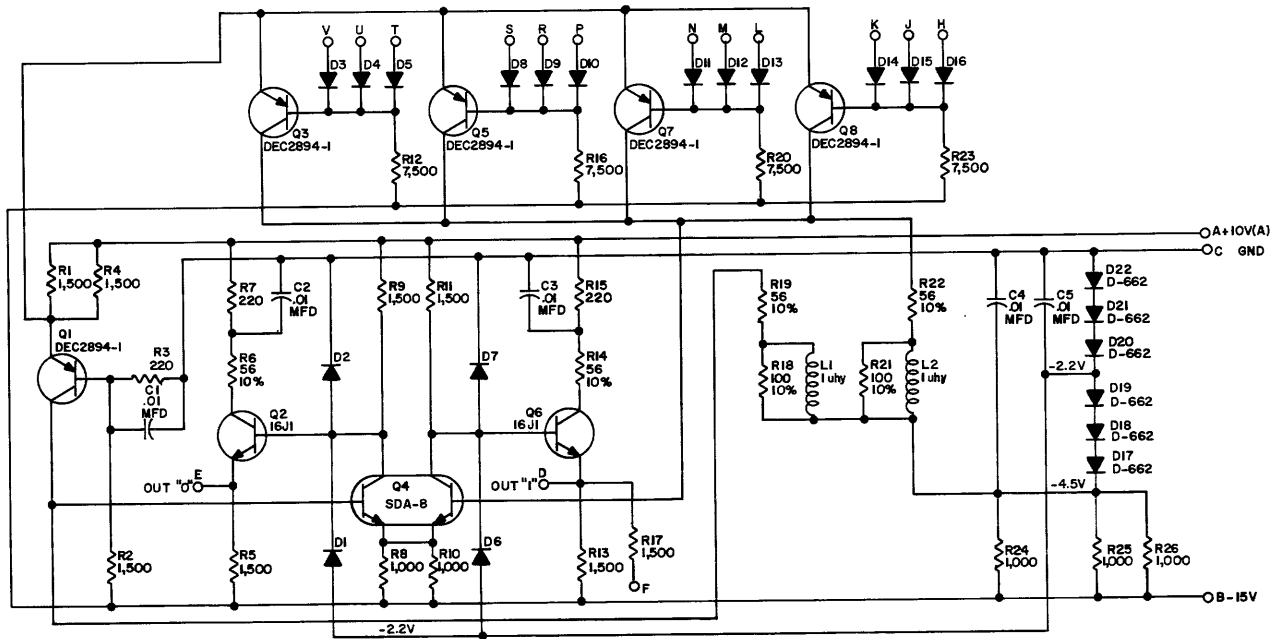 V U T
S R P
N M L
K J H
D3 D4 D5
D8 D9 D10
D11 D12 D13
D14 D15 D16
Q3
DEC2894-1
Q5
DEC2894-1
Q7
DEC2894-1
Q8
DEC2894-1
R12
7,500
R16
7,500
R20
7,500
R23
7,500
A+10V(A)
C GND
R1
1,500
R4
1,500
R7
220
C2
.01
MFD
R9
1,500
R11
1,500
C3
.01
MFD
R15
220
R19
56
10%
R22
56
10%
C4
.01
MFD
C5
.01
MFD
D22
D-662
D21
D-662
D20
D-662
-2.2V
D19
D-662
D18
D-662
D17
D-662
-4.5V
Q1
DEC2894-1
R3
220
C1
.01
MFD
R6
56
10%
D2
D7
R14
56
10%
R18
100
10%
L1
1uhy
R21
100
10%
L2
1uhy
Q2
16J1
Q6
16J1
OUT "0" E
Q4
SDA-8
OUT "1" D
R2
1,500
R5
1,500
D1
R8
1,000
R10
1,000
D6
R13
1,500
R17
1,500
F
R24
1,000
R25
1,000
R26
1,000
B-15V
-2.2V